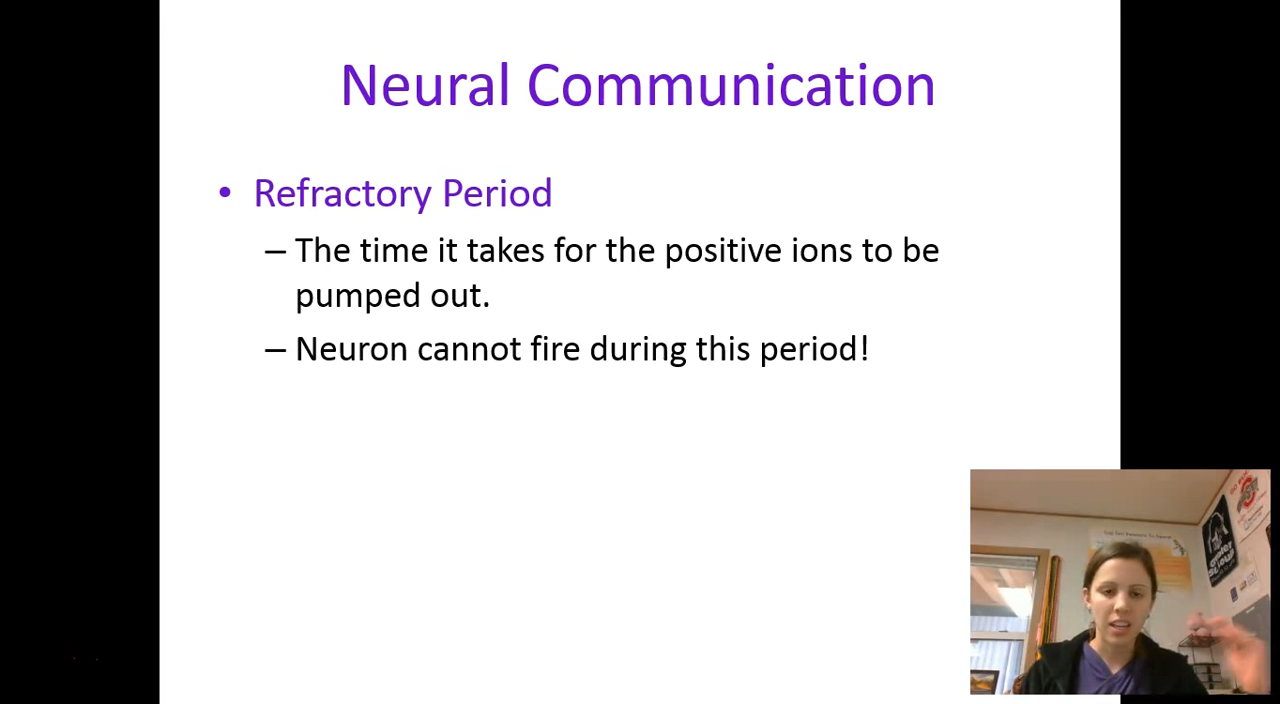 Neural Communication
• Refractory Period
– The time it takes for the positive ions to be
pumped out.
– Neuron cannot fire during this period!